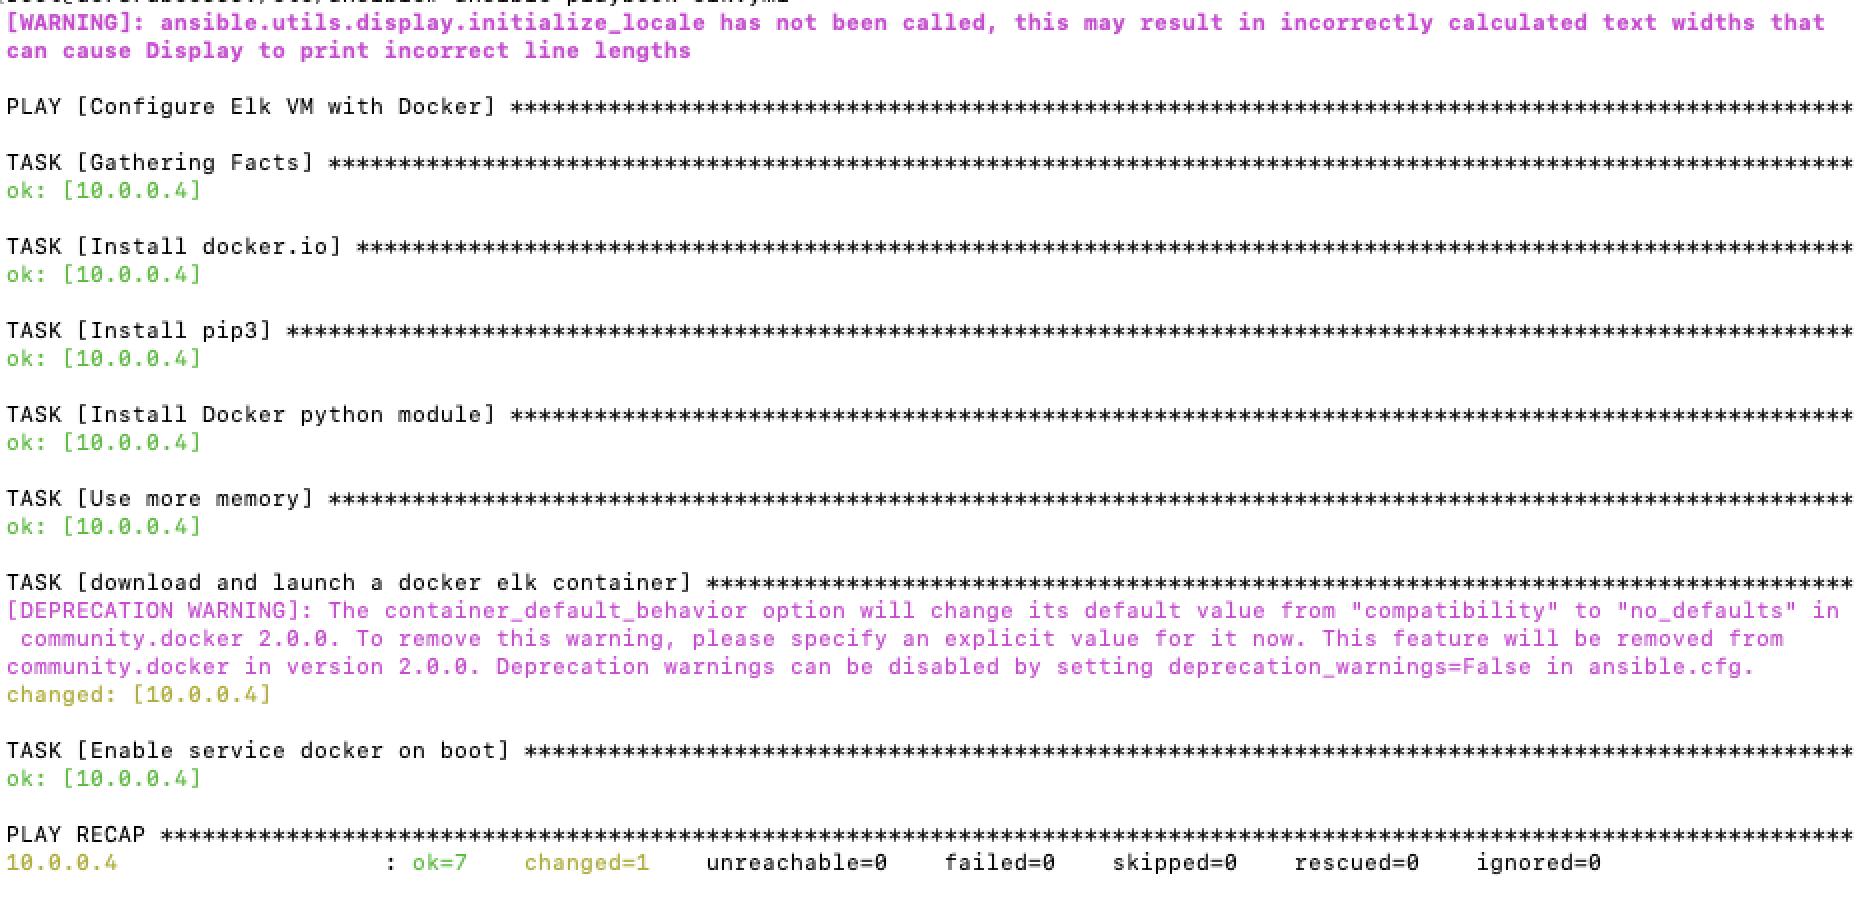 [WARNING]: ansible.utils.display.initialize_locale has not been called, this may result in incorrectly calculated text widths that
can cause Display to print incorrect line lengths
PLAY [Configure Elk VM with Docker] ************************************************************************************************
TASK [Gathering Facts] *************************************************************************************************************
ok: [10.0.0.4]
TASK [Install docker.io] ***********************************************************************************************************
ok: [10.0.0.4]
TASK [Install pip3] ****************************************************************************************************************
ok: [10.0.0.4]
TASK [Install Docker python module] ************************************************************************************************
ok: [10.0.0.4]
TASK [Use more memory] *************************************************************************************************************
ok: [10.0.0.4]
TASK [download and launch a docker elk container] **********************************************************************************
[DEPRECATION WARNING]: The container_default_behavior option will change its default value from "compatibility" to "no_defaults" in
 community.docker 2.0.0. To remove this warning, please specify an explicit value for it now. This feature will be removed from
community.docker in version 2.0.0. Deprecation warnings can be disabled by setting deprecation_warnings=False in ansible.cfg.
changed: [10.0.0.4]
TASK [Enable service docker on boot] ***********************************************************************************************
ok: [10.0.0.4]
PLAY RECAP *************************************************************************************************************************
10.0.0.4                   : ok=7    changed=1    unreachable=0    failed=0    skipped=0    rescued=0    ignored=0